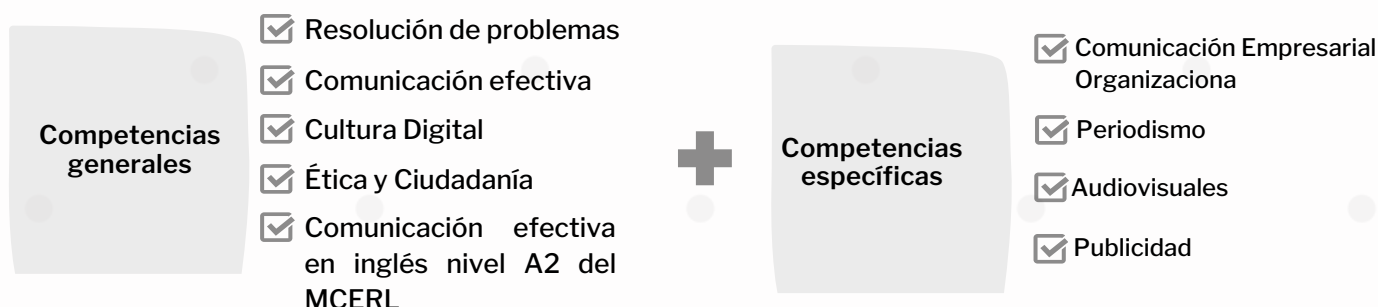 Competencias
generales
Resolución de problemas
Comunicación efectiva
Cultura Digital
Ética y Ciudadanía
Comunicación efectiva
en inglés nivel A2 del
MCERL
Competencias
específicas
Comunicación Empresarial
Organizaciona
Periodismo
Audiovisuales
Publicidad